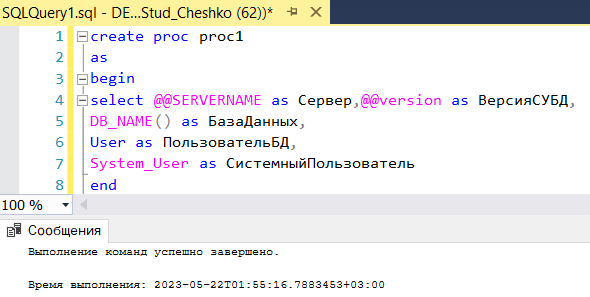 SQLQuery1.sql - DE...Stud_Cheshko (62))*
1 create proc proc1
2 as
3 begin
4 select @@SERVERNAME as Сервер,@@version as ВерсияСУБД,
5 DB_NAME() as БазаДанных,
6 User as ПользовательБД,
7 System_User as СистемныйПользователь
8 end
100 %
Сообщения
Выполнение команд успешно завершено.
Время выполнения: 2023-05-22T01:55:16.7883453+03:00